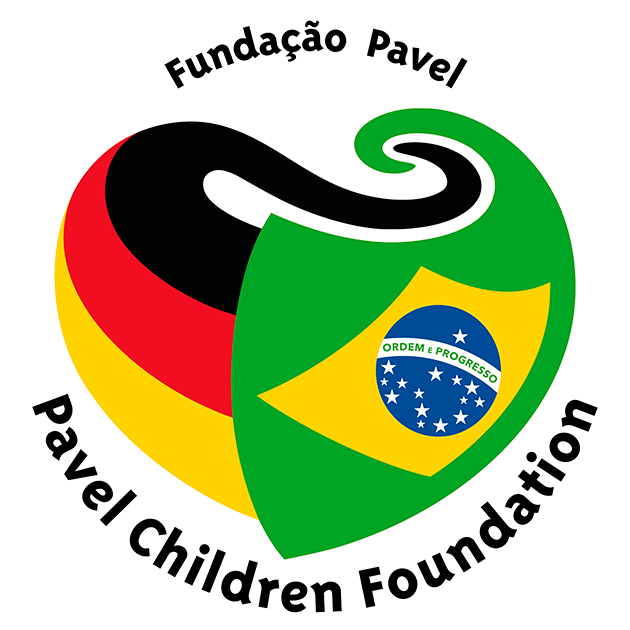 Fundação Pavel
ORDEM E PROGRESSO
Pavel Children Foundation